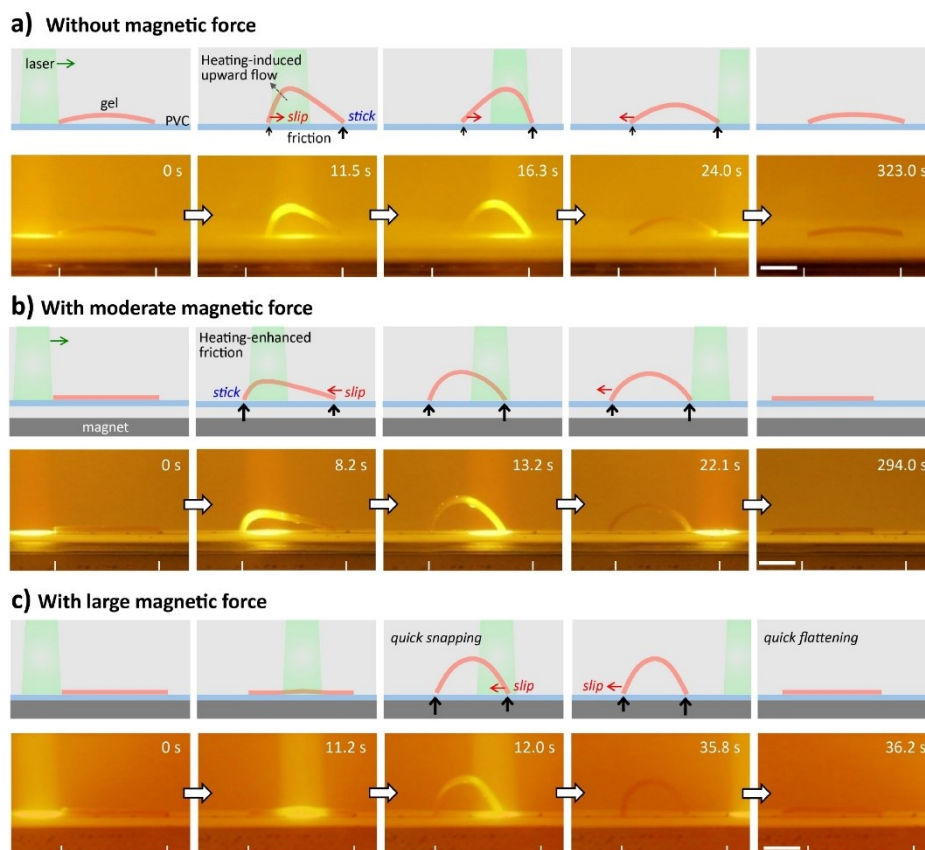 a) Without magnetic force
laser
gel
PVC
Heating-induced
upward flow
slip
stick
friction
0 s
11.5 s
16.3 s
24.0 s
323.0 s
b) With moderate magnetic force
magnet
Heating-enhanced
friction
stick
slip
0 s
8.2 s
13.2 s
22.1 s
294.0 s
c) With large magnetic force
quick snapping
slip
slip
quick flattening
0 s
11.2 s
12.0 s
35.8 s
36.2 s